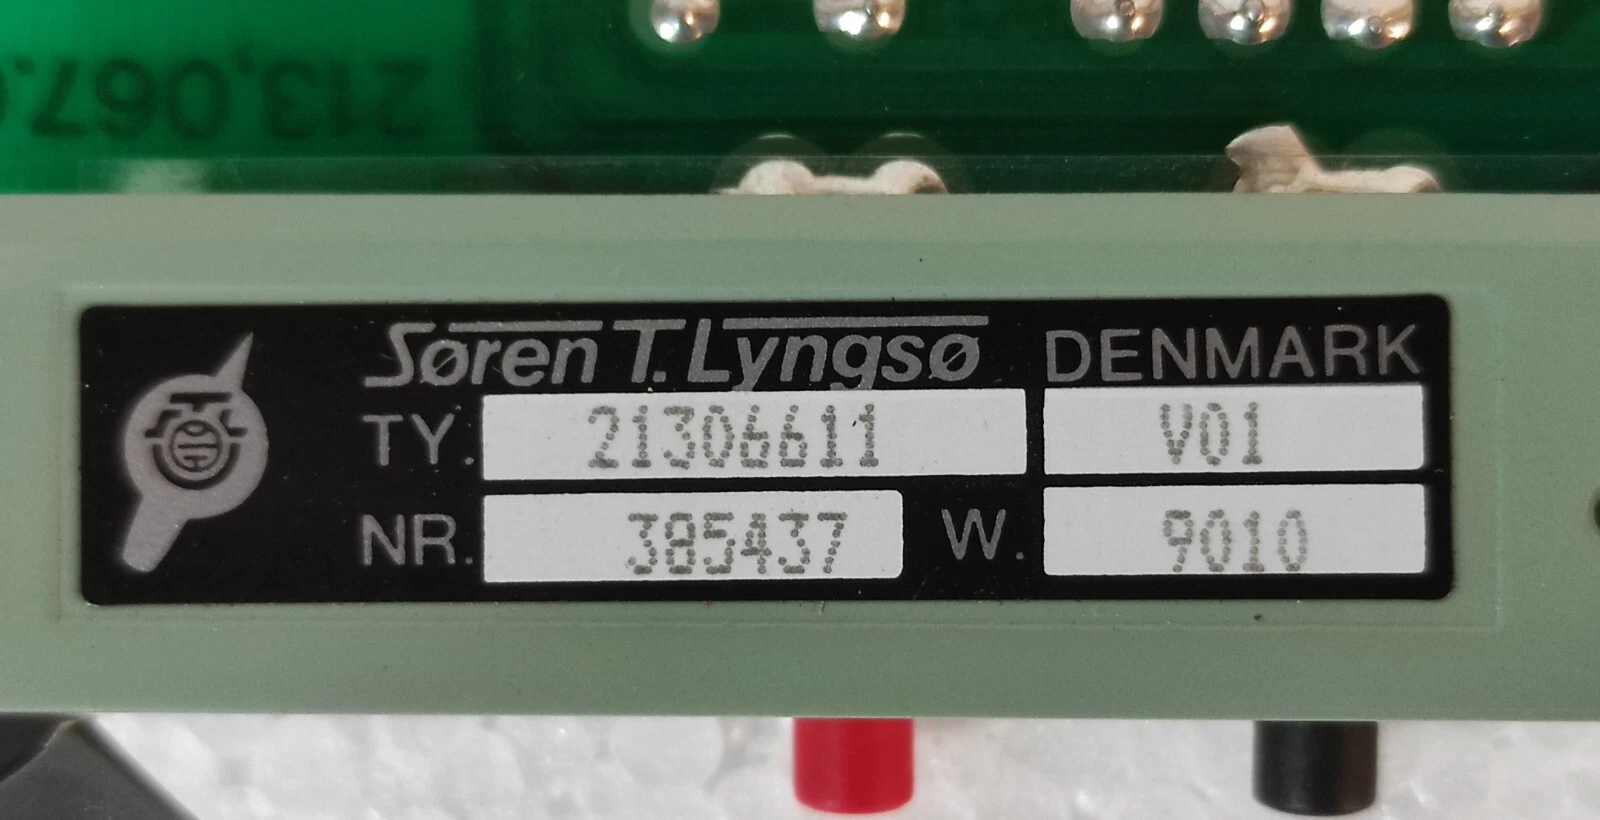 213,067.
Søren T. Lyngsø DENMARK
TY. 21306611 V01
NR. 385437 W. 9010